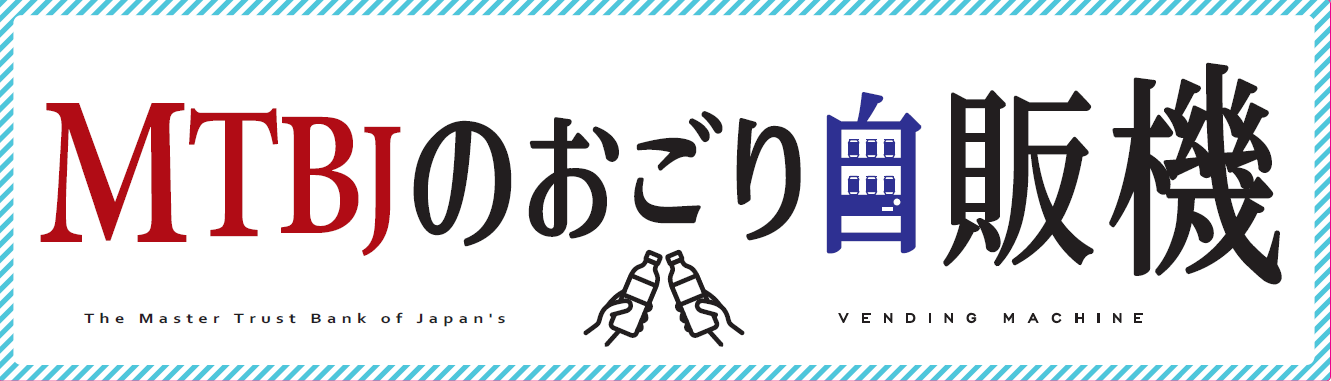 MTBJのおごり自販機
The Master Trust Bank of Japan's VENDING MACHINE